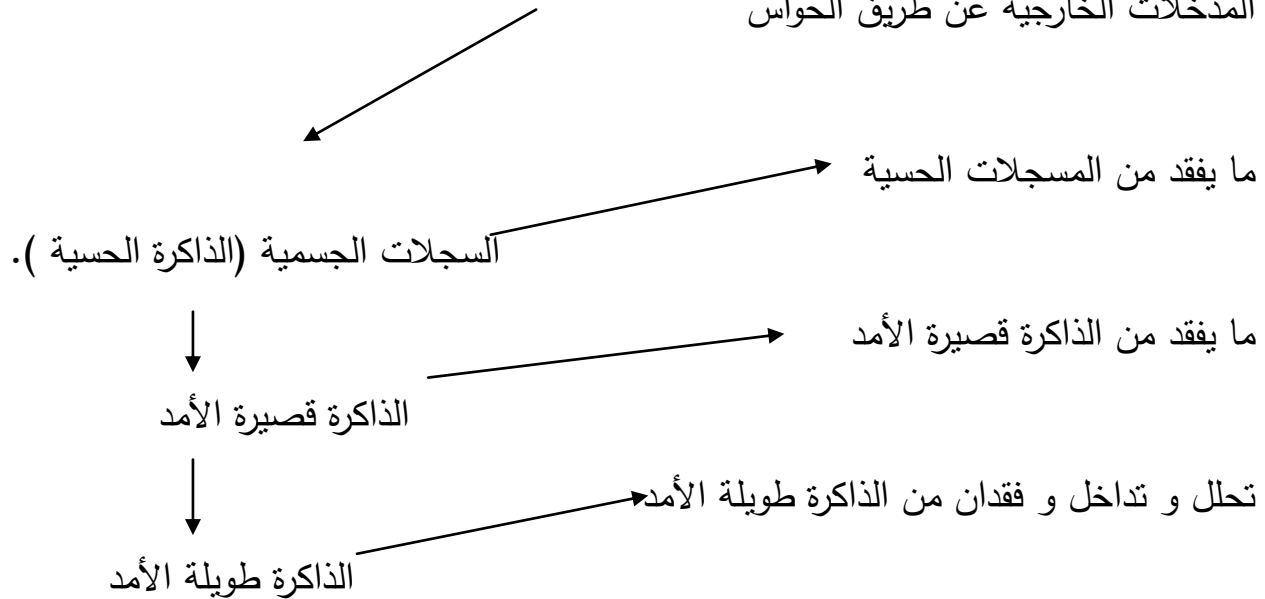 المدخلات الخارجية عن طريق الحواس
ما يفقد من المسجلات الحسية
السجلات الجسمية (الذاكرة الحسية ).
ما يفقد من الذاكرة قصيرة الأمد
الذاكرة قصيرة الأمد
تحلل و تداخل و فقدان من الذاكرة طويلة الأمد
الذاكرة طويلة الأمد